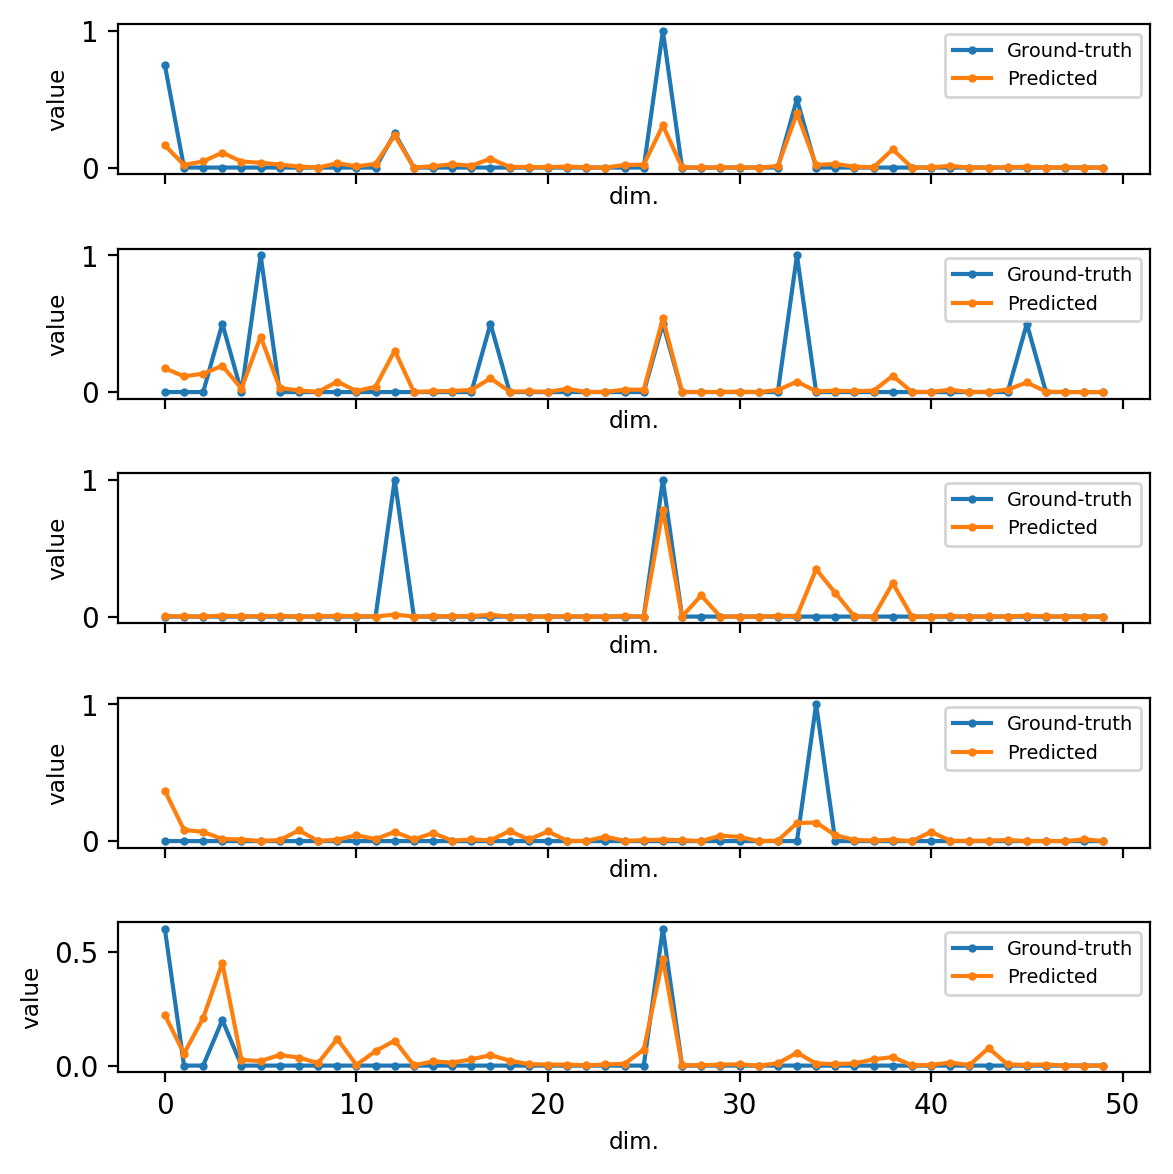 1
Ground-truth
Predicted
value
0
dim.
1
Ground-truth
Predicted
value
0
dim.
1
Ground-truth
Predicted
value
0
dim.
1
Ground-truth
Predicted
value
0
dim.
Ground-truth
0.5
Predicted
value
0.0
0 10 20 30 40 50
dim.